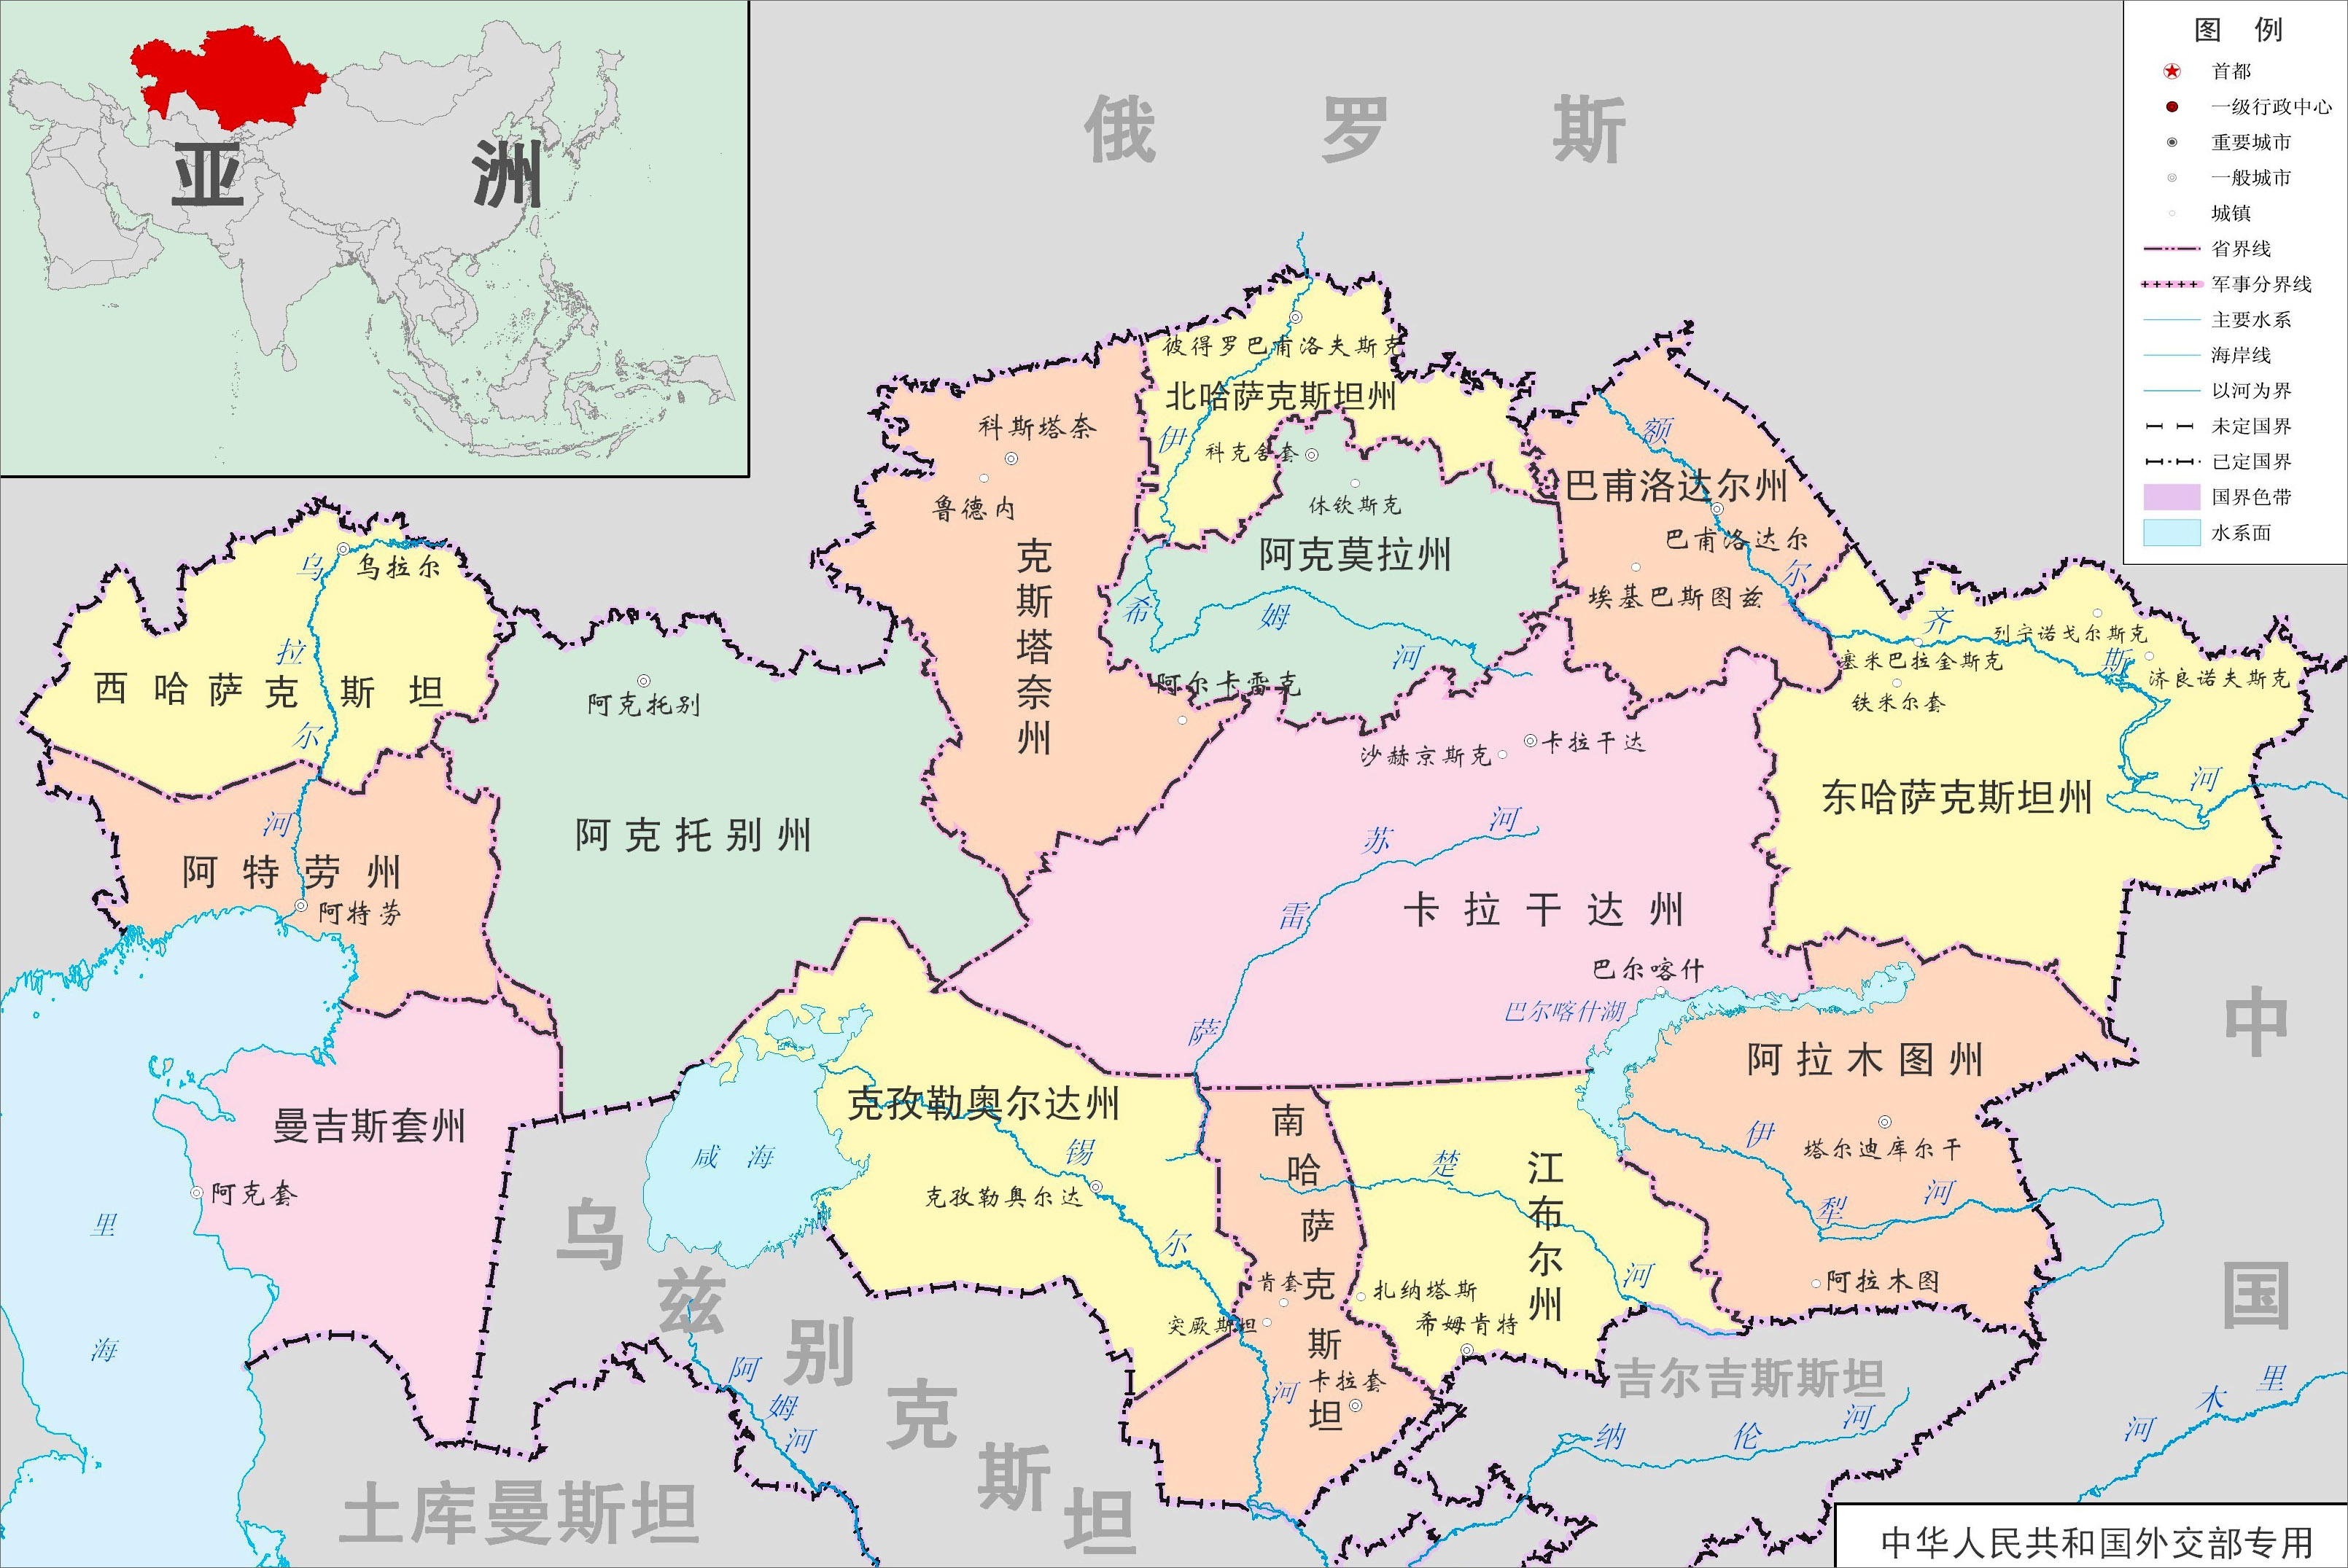 亚洲
图例
首都
一级行政中心
重要城市
一般城市
城镇
省界线
军事分界线
主要水系
海岸线
以河为界
未定国界
已定国界
国界色带
水系面
俄罗斯
彼得罗巴甫洛夫斯克
北哈萨克斯坦州
科斯塔奈
鲁德内
克斯塔奈州
伊希姆河
科克舍套
休钦斯克
阿克莫拉州
额尔齐斯河
巴甫洛达尔州
巴甫洛达尔
埃基巴斯图兹
乌拉尔
乌拉尔河
西哈萨克斯坦
阿克托别
阿克托别州
阿尔卡雷克
列宁诺戈尔斯克
塞米巴拉金斯克
济良诺夫斯克
铁米尔套
沙赫京斯克
卡拉干达
东哈萨克斯坦州
阿特劳州
阿特劳
萨雷苏河
卡拉干达州
巴尔喀什
巴尔喀什湖
中国
阿拉木图州
克孜勒奥尔达州
曼吉斯套州
阿克套
咸海
里海
锡尔河
克孜勒奥尔达
南哈萨克斯坦
楚河
江布尔州
伊犁河
塔尔迪库尔干
阿拉木图
肯套
突厥斯坦
扎纳塔斯
希姆肯特
卡拉套
乌兹别克斯坦
阿姆河
吉尔吉斯斯坦
纳伦河
土库曼斯坦
里木河
中华人民共和国外交部专用